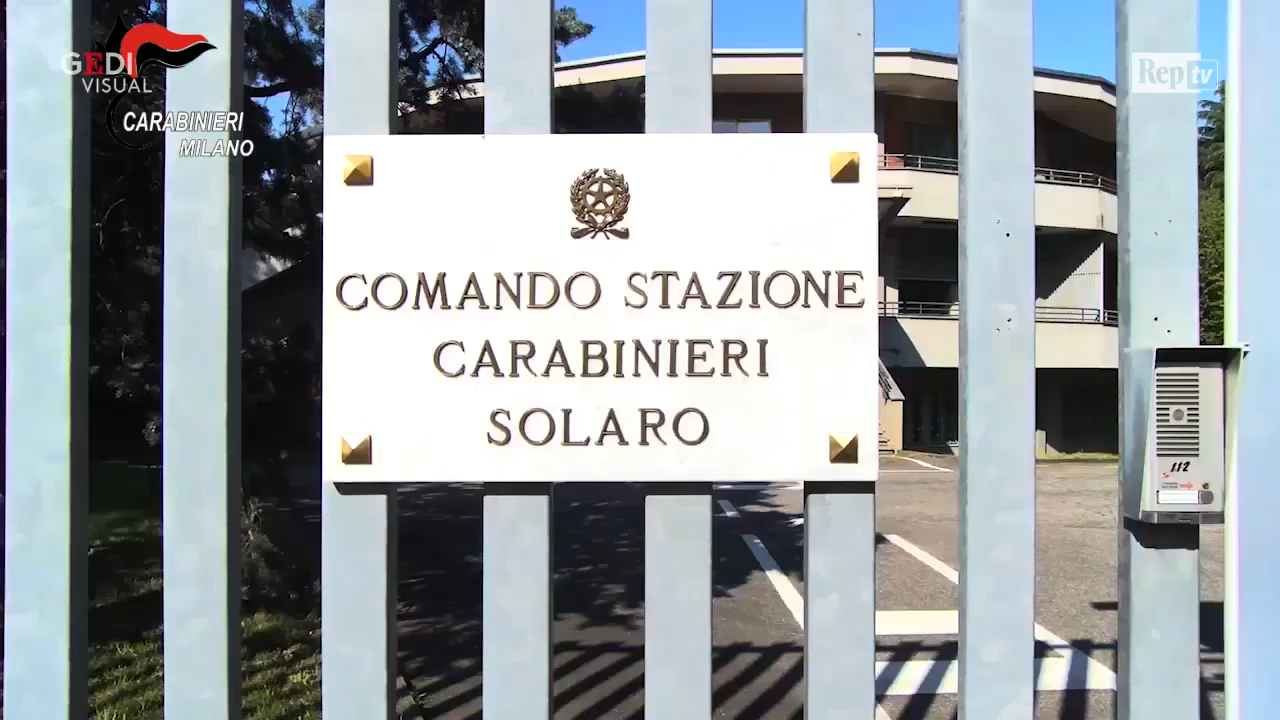 GEDI
VISUAL
CARABINIERI
MILANO
Rep tv
COMANDO STAZIONE
CARABINIERI
SOLARO
112